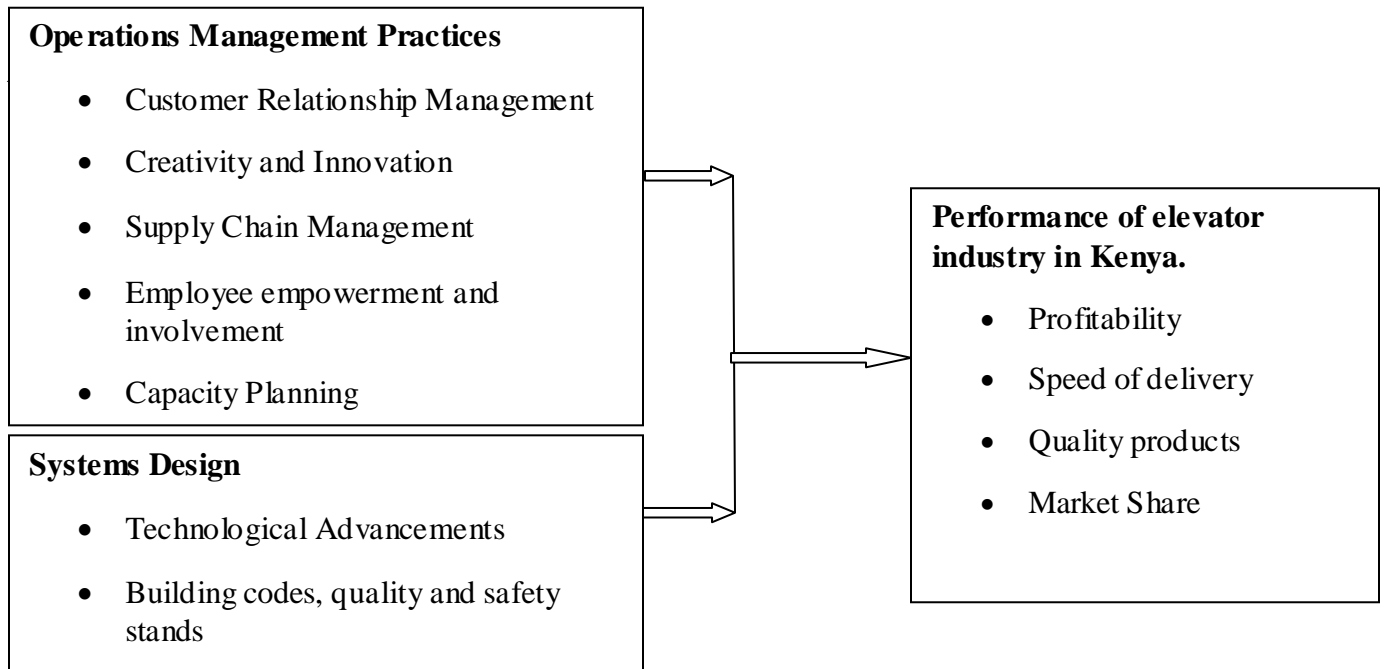 Operations Management Practices
• Customer Relationship Management
• Creativity and Innovation
• Supply Chain Management
• Employee empowerment and
involvement
• Capacity Planning
Systems Design
• Technological Advancements
• Building codes, quality and safety
stands
Performance of elevator
industry in Kenya.
• Profitability
• Speed of delivery
• Quality products
• Market Share